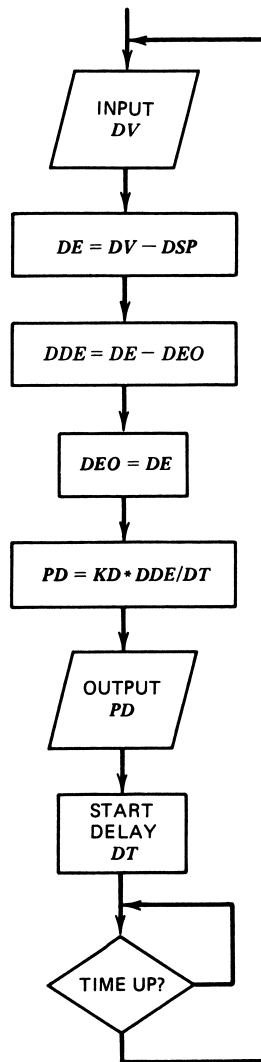 INPUT
DV
DE = DV − DSP
DDE = DE − DEO
DEO = DE
PD = KD * DDE/DT
OUTPUT
PD
START
DELAY
DT
TIME UP?